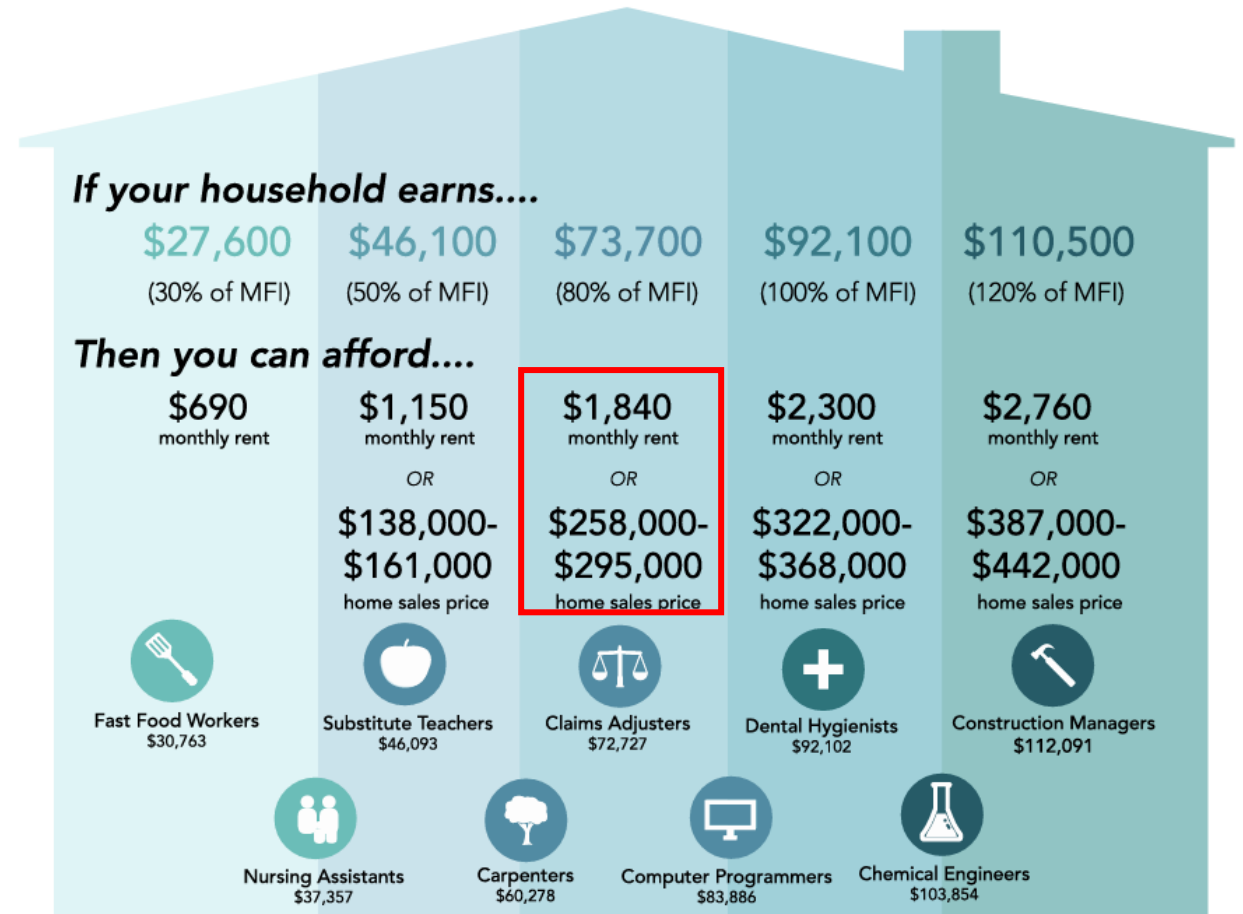 If your household earns....
$27,600 $46,100 $73,700 $92,100 $110,500
(30% of MFI) (50% of MFI) (80% of MFI) (100% of MFI) (120% of MFI)
Then you can afford....
$690 $1,150 $1,840 $2,300 $2,760
monthly rent monthly rent monthly rent monthly rent monthly rent
OR OR OR OR
$138,000- $258,000- $322,000- $387,000-
$161,000 $295,000 $368,000 $442,000
home sales price home sales price home sales price home sales price
Fast Food Workers Substitute Teachers Claims Adjusters Dental Hygienists Construction Managers
$30,763 $46,093 $72,727 $92,102 $112,091
Nursing Assistants Carpenters Computer Programmers Chemical Engineers
$37,357 $60,278 $83,886 $103,854